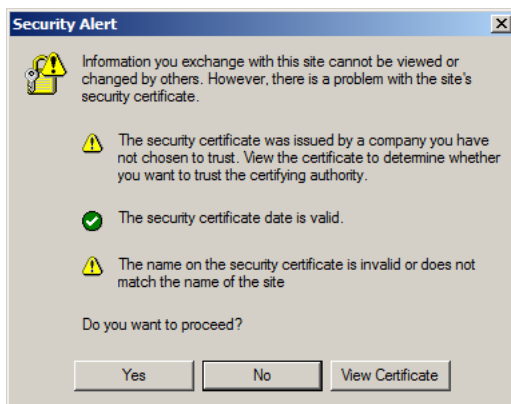 Security Alert
Information you exchange with this site cannot be viewed or
changed by others. However, there is a problem with the site's
security certificate.
The security certificate was issued by a company you have
not chosen to trust. View the certificate to determine whether
you want to trust the certifying authority.
The security certificate date is valid.
The name on the security certificate is invalid or does not
match the name of the site
Do you want to proceed?
Yes No View Certificate